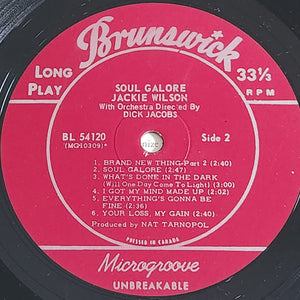 Brunswick
LONG PLAY
33⅓ RPM
SOUL GALORE
JACKIE WILSON
With Orchestra Directed By
DICK JACOBS
BL 54120
(MO10309)*
Side 2
1. BRAND NEW THING-Part 2 (2:40)
2. SOUL GALORE (2:47)
3. WHAT'S DONE IN THE DARK
(Will One Day Come To Light) (3:00)
4. I GOT MY MIND MADE UP (2:02)
5. EVERYTHING'S GONNA BE
FINE (2:36)
6. YOUR LOSS, MY GAIN (2:40)
Produced by NAT TARNOPOL
PRESSED IN CANADA
Microgroove
UNBREAKABLE